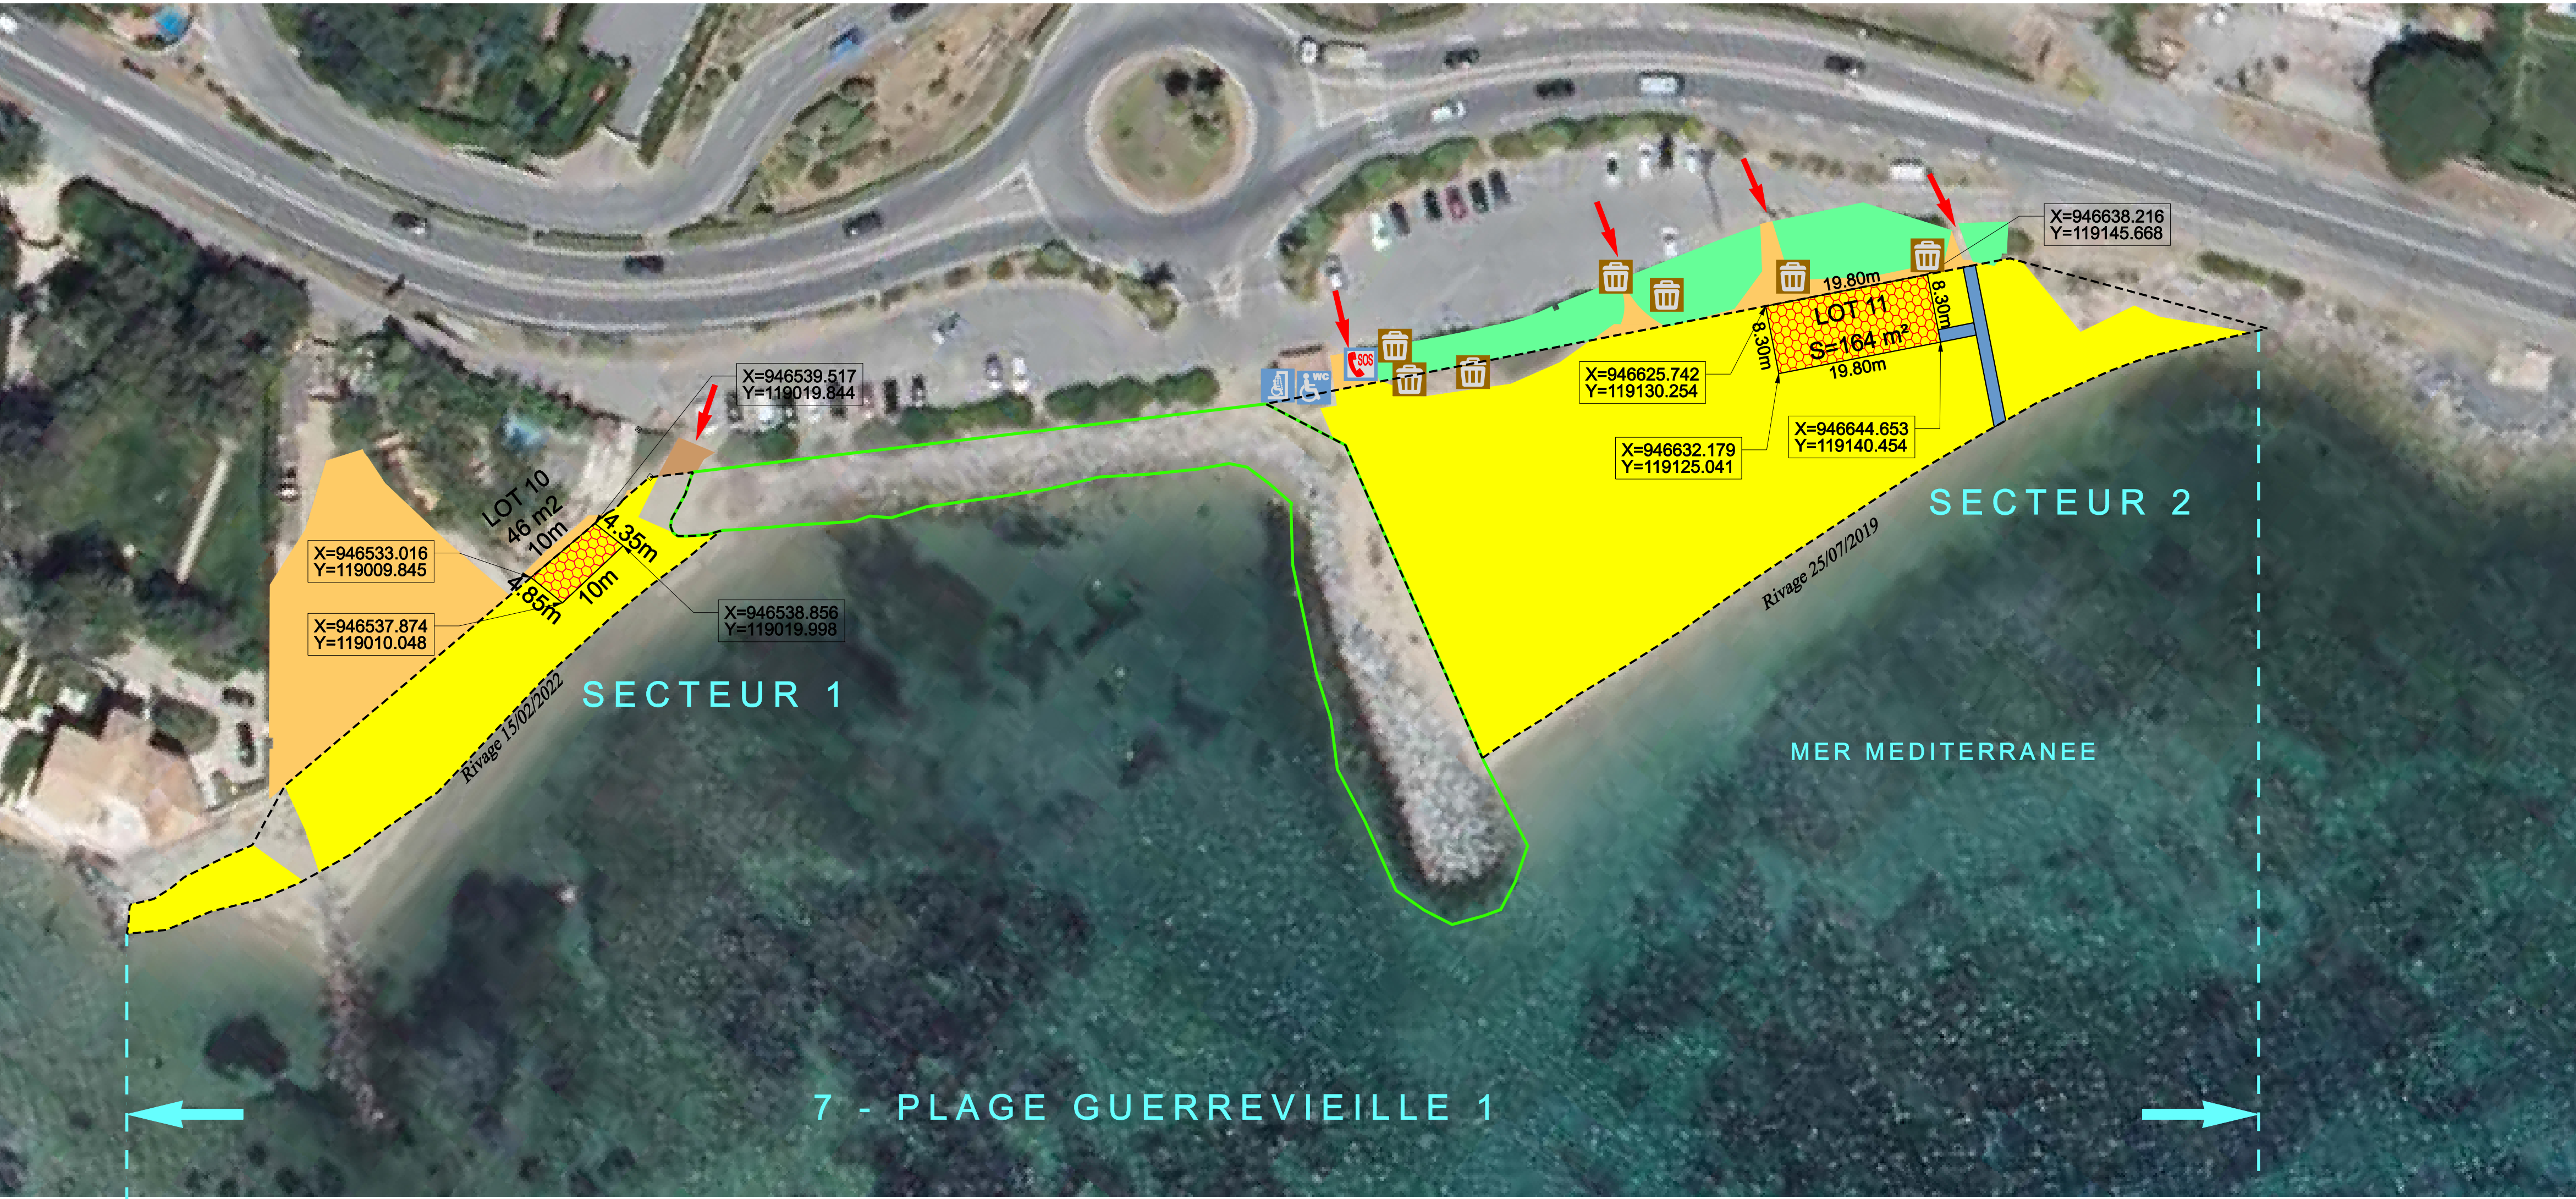 X=946638.216
Y=119145.668
19.80m
8.30m
LOT 11
S=164 m²
8.30m
19.80m
SOS
WC
X=946625.742
Y=119130.254
X=946539.517
Y=119019.844
X=946644.653
Y=119140.454
X=946632.179
Y=119125.041
LOT 10
46 m2
10m
4.35m
SECTEUR 2
X=946533.016
Y=119009.845
4.85m
10m
Rivage 25/07/2019
X=946538.856
Y=119019.998
X=946537.874
Y=119010.048
SECTEUR 1
Rivage 15/02/2022
MER MEDITERRANEE
7 - PLAGE GUERREVIEILLE 1